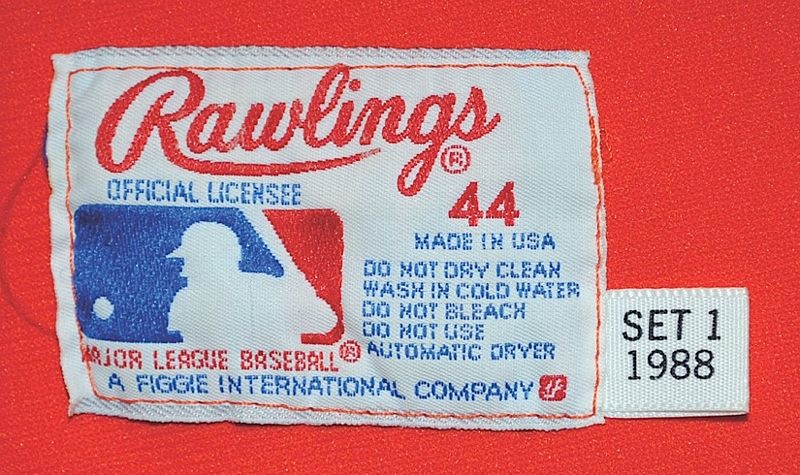 Rawlings®
OFFICIAL LICENSEE
44
MADE IN USA
DO NOT DRY CLEAN
WASH IN COLD WATER
DO NOT BLEACH
DO NOT USE
AUTOMATIC DRYER
MAJOR LEAGUE BASEBALL®
A FIGGIE INTERNATIONAL COMPANY
SET 1
1988